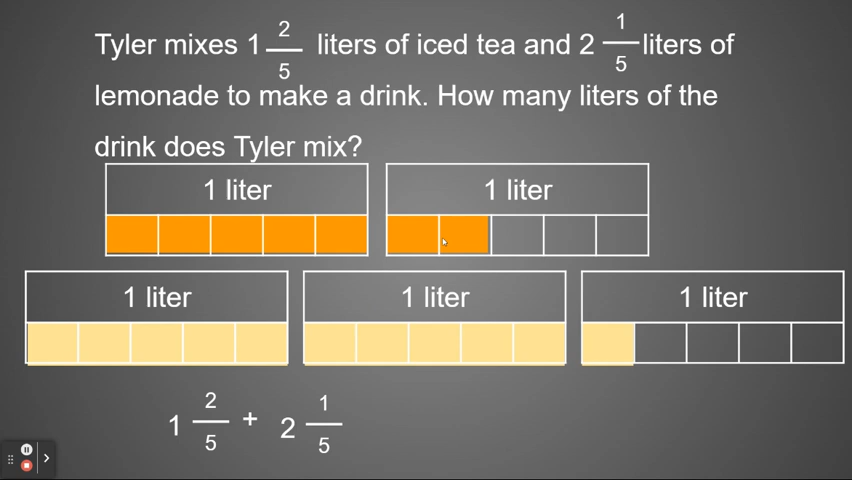 Tyler mixes 1 2/5 liters of iced tea and 2 1/5 liters of
lemonade to make a drink. How many liters of the
drink does Tyler mix?
1 liter 1 liter
1 liter 1 liter 1 liter
1 2/5 + 2 1/5